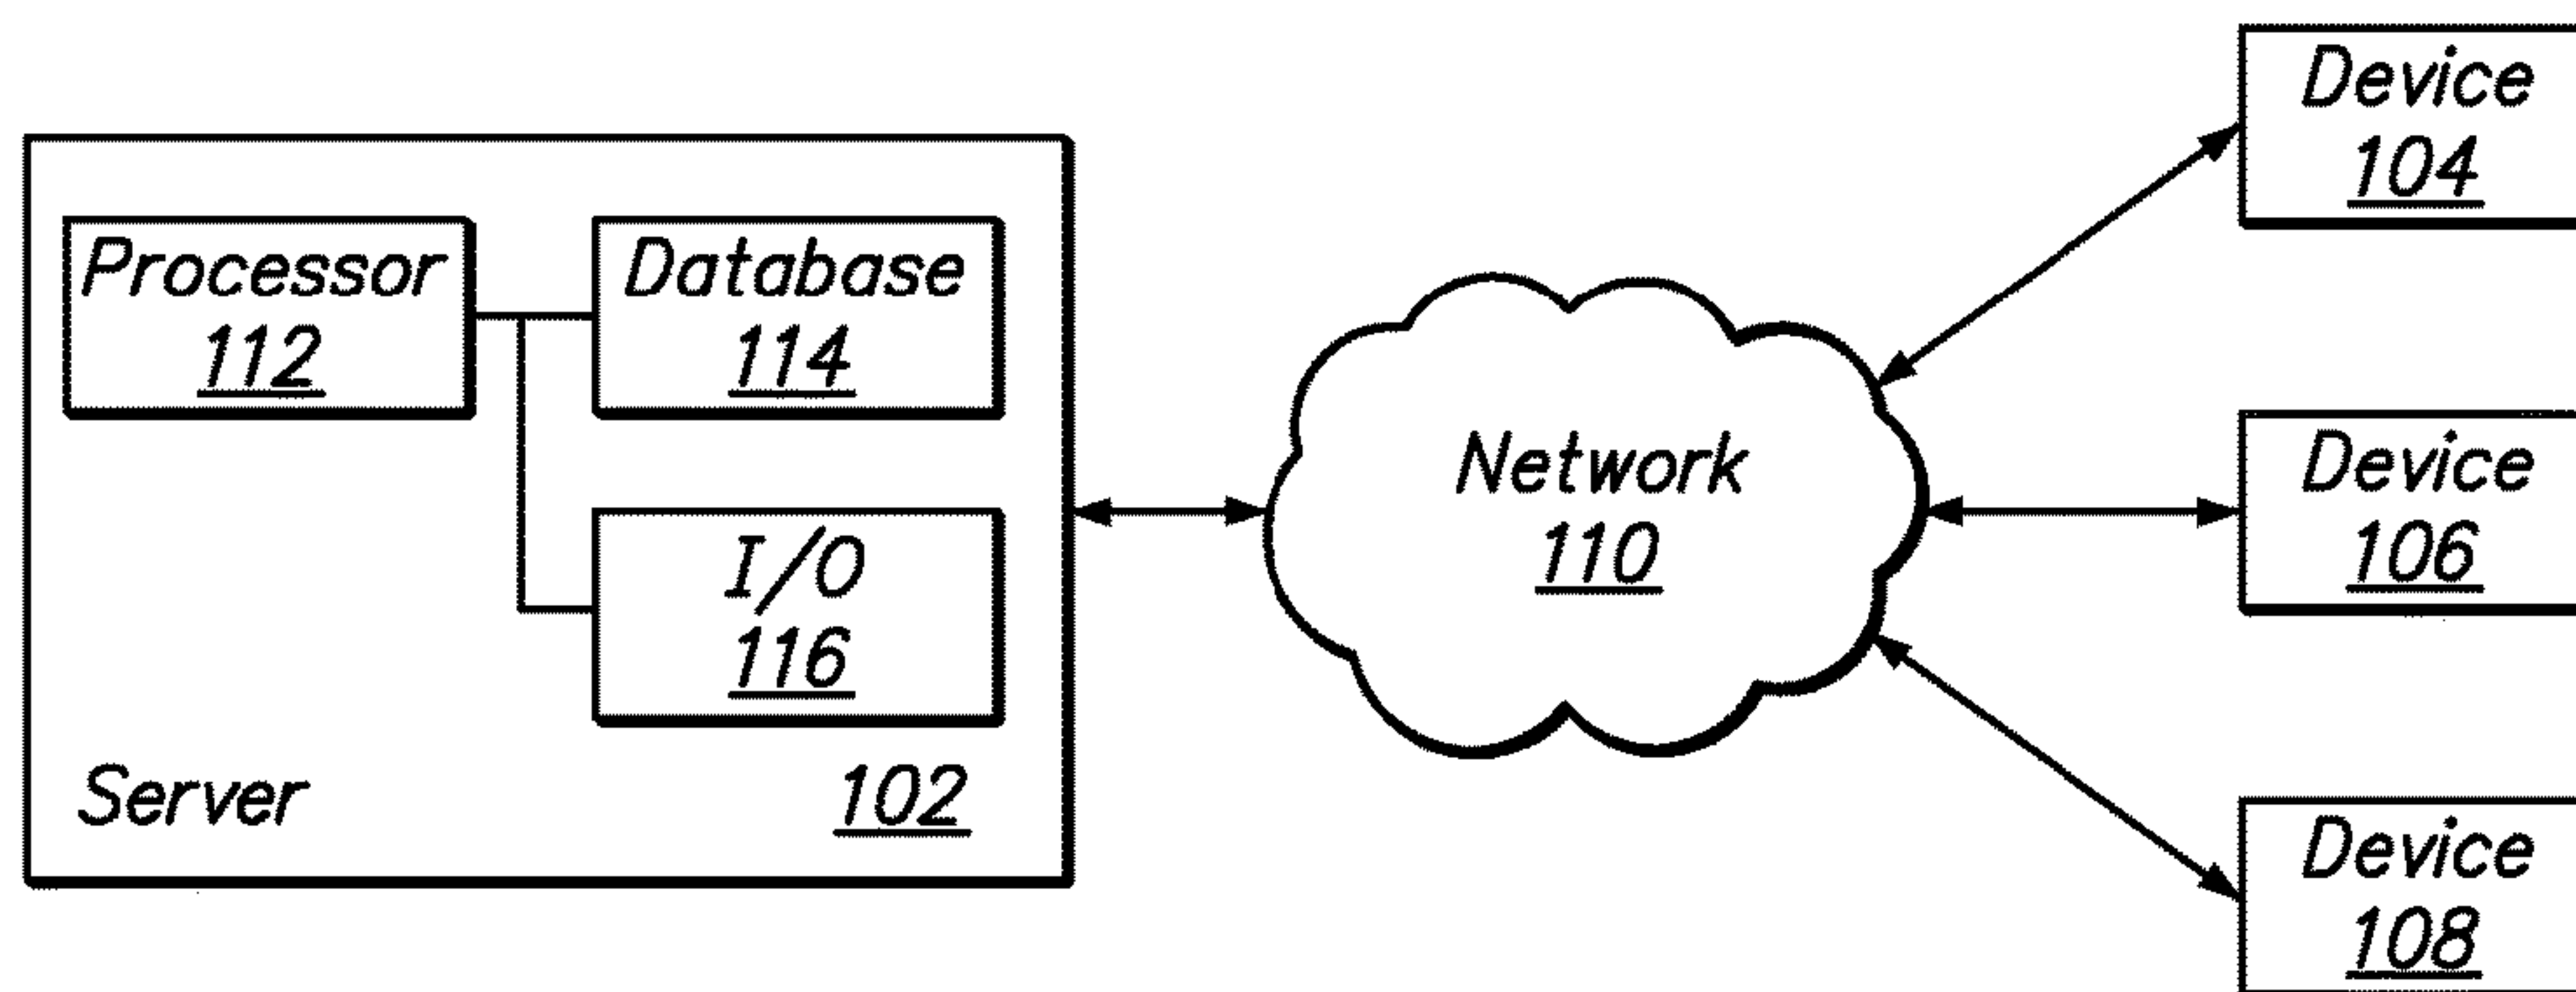 Processor
112
Database
114
I/O
116
Server
102
Network
110
Device
104
Device
106
Device
108